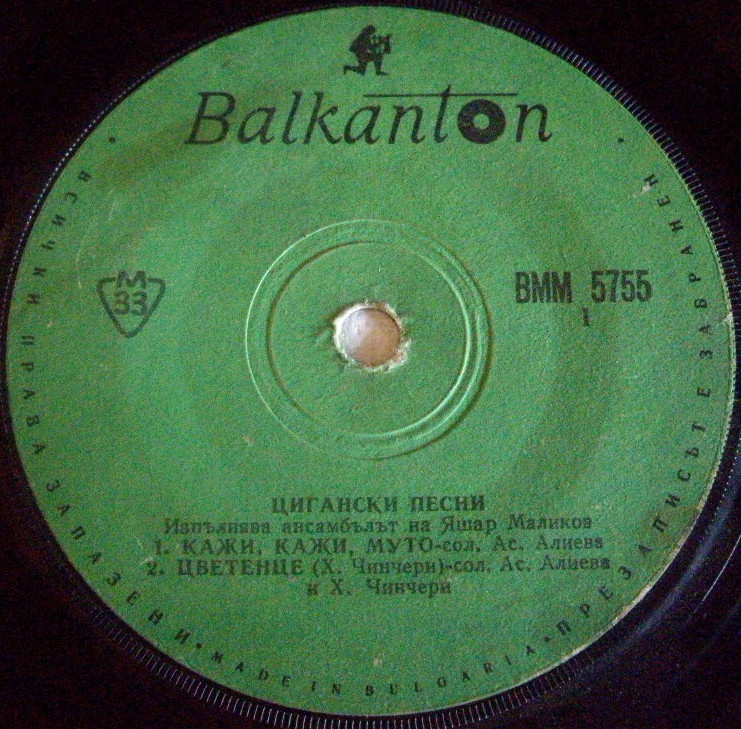 Balkanton
М
33
ВММ 5755
I
ЦИГАНСКИ ПЕСНИ
Изпълнява ансамбълът на Яшар Маликов
1. КАЖИ, КАЖИ, МУТО-сол. Ас. Алиева
2. ЦВЕТЕНЦЕ (Х. Чинчери)-сол. Ас. Алиева
и Х. Чинчери
ВСИЧКИ ПРАВА ЗАПАЗЕНИ • MADE IN BULGARIA • ПРЕЗАПИСЪТ Е ЗАБРАНЕН